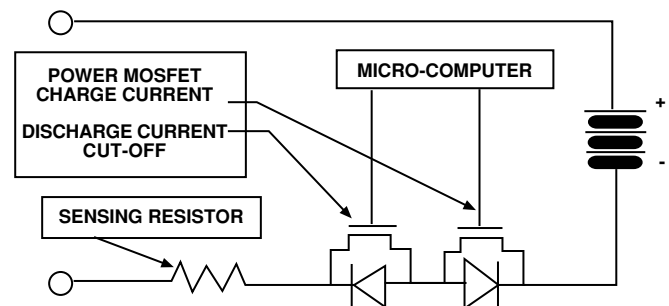 POWER MOSFET
CHARGE CURRENT
DISCHARGE CURRENT
CUT-OFF
MICRO-COMPUTER
+
-
SENSING RESISTOR